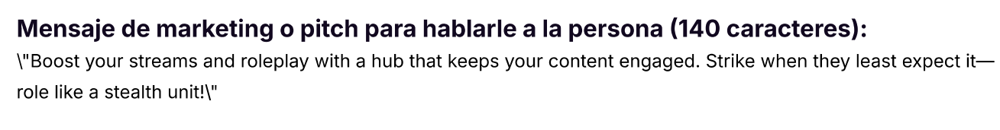 Mensaje de marketing o pitch para hablarle a la persona (140 caracteres):
\"Boost your streams and roleplay with a hub that keeps your content engaged. Strike when they least expect it—
role like a stealth unit!\"